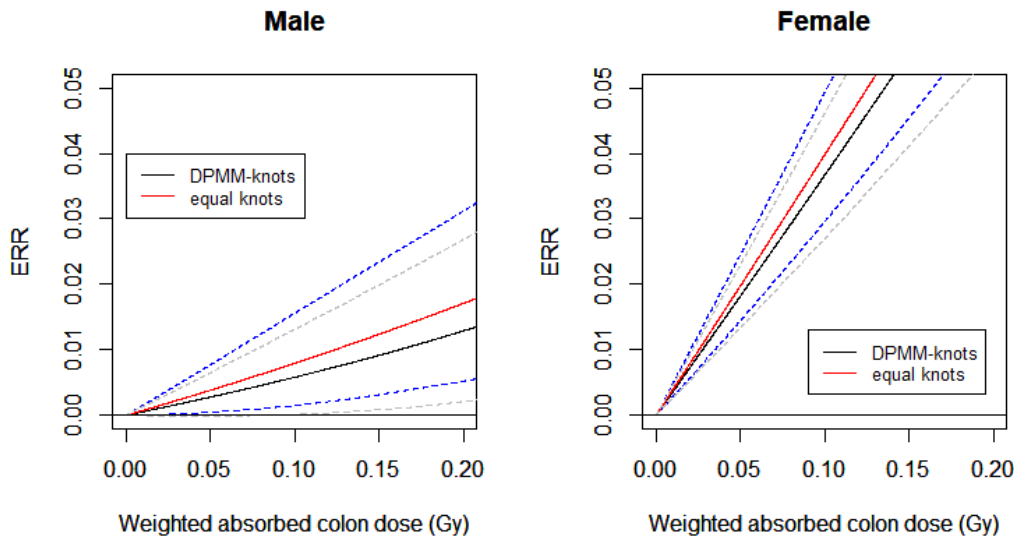 Male
ERR
0.00 0.01 0.02 0.03 0.04 0.05
DPMM-knots
equal knots
0.00 0.05 0.10 0.15 0.20
Weighted absorbed colon dose (Gy)
Female
ERR
0.00 0.01 0.02 0.03 0.04 0.05
DPMM-knots
equal knots
0.00 0.05 0.10 0.15 0.20
Weighted absorbed colon dose (Gy)